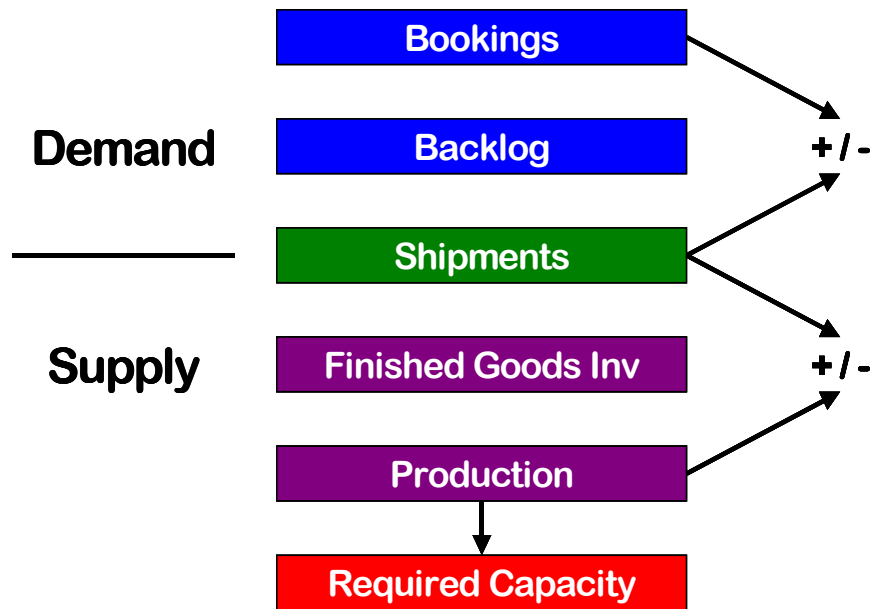 Bookings
Demand
Backlog
+ / -
Shipments
Supply
Finished Goods Inv
+ / -
Production
Required Capacity